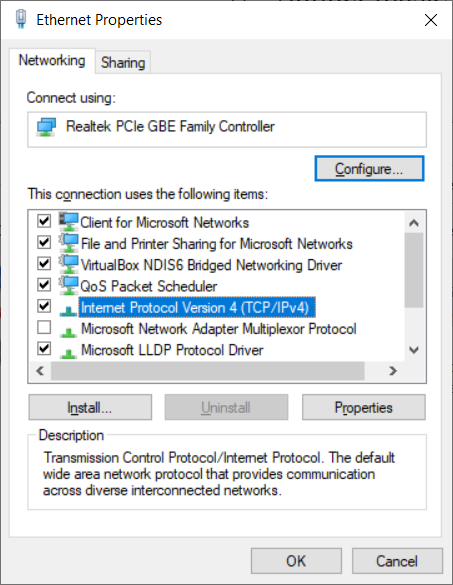 Ethernet Properties
Networking
Sharing
Connect using:
Realtek PCIe GBE Family Controller
Configure...
This connection uses the following items:
Client for Microsoft Networks
File and Printer Sharing for Microsoft Networks
VirtualBox NDIS6 Bridged Networking Driver
QoS Packet Scheduler
Internet Protocol Version 4 (TCP/IPv4)
Microsoft Network Adapter Multiplexor Protocol
Microsoft LLDP Protocol Driver
Install...
Uninstall
Properties
Description
Transmission Control Protocol/Internet Protocol. The default
wide area network protocol that provides communication
across diverse interconnected networks.
OK
Cancel